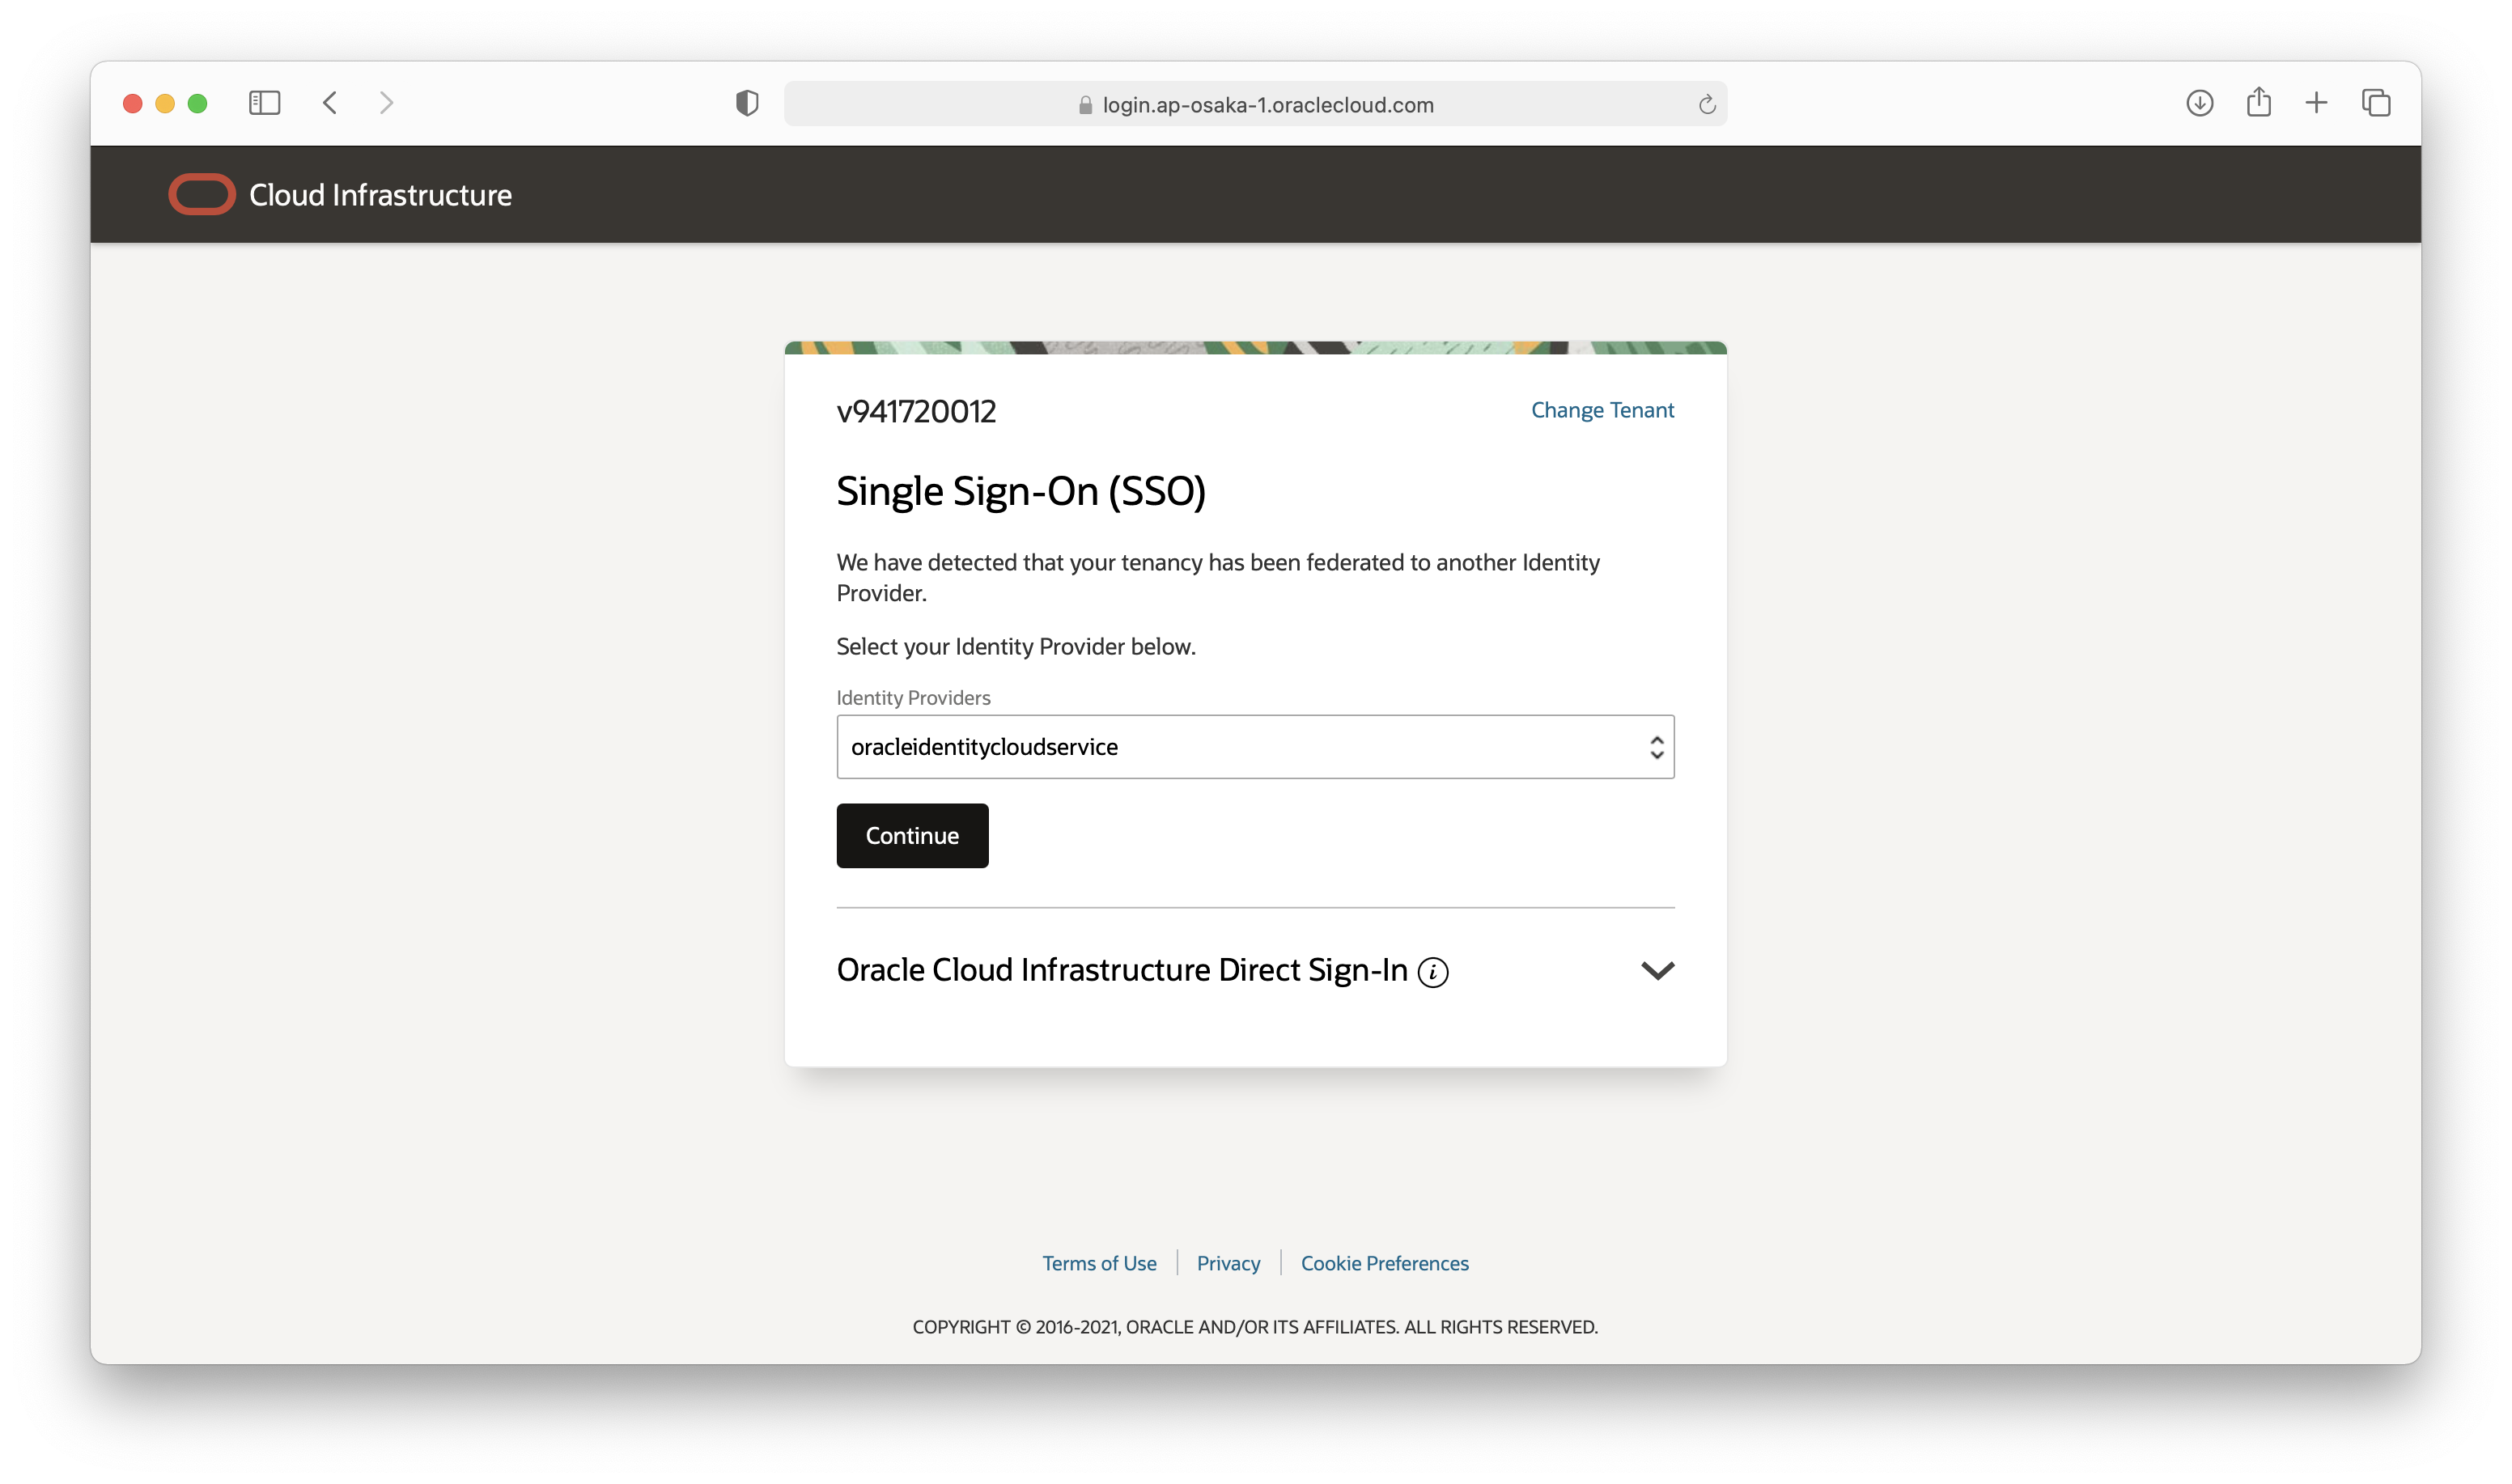 login.ap-osaka-1.oraclecloud.com
Cloud Infrastructure
v941720012
Change Tenant
Single Sign-On (SSO)
We have detected that your tenancy has been federated to another Identity
Provider.
Select your Identity Provider below.
Identity Providers
oracleidentitycloudservice
Continue
Oracle Cloud Infrastructure Direct Sign-In i
Terms of Use
Privacy
Cookie Preferences
COPYRIGHT © 2016-2021, ORACLE AND/OR ITS AFFILIATES. ALL RIGHTS RESERVED.